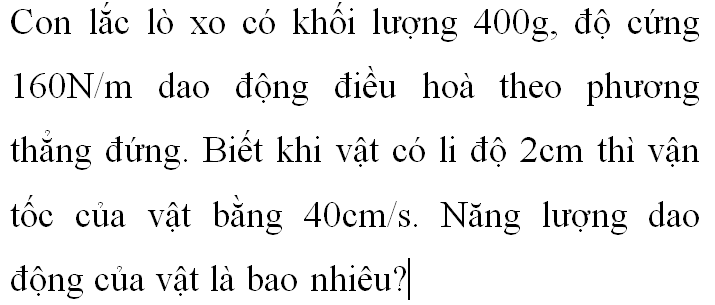 Con lắc lò xo có khối lượng 400g, độ cứng
160N/m dao động điều hoà theo phương
thẳng đứng. Biết khi vật có li độ 2cm thì vận
tốc của vật bằng 40cm/s. Năng lượng dao
động của vật là bao nhiêu?